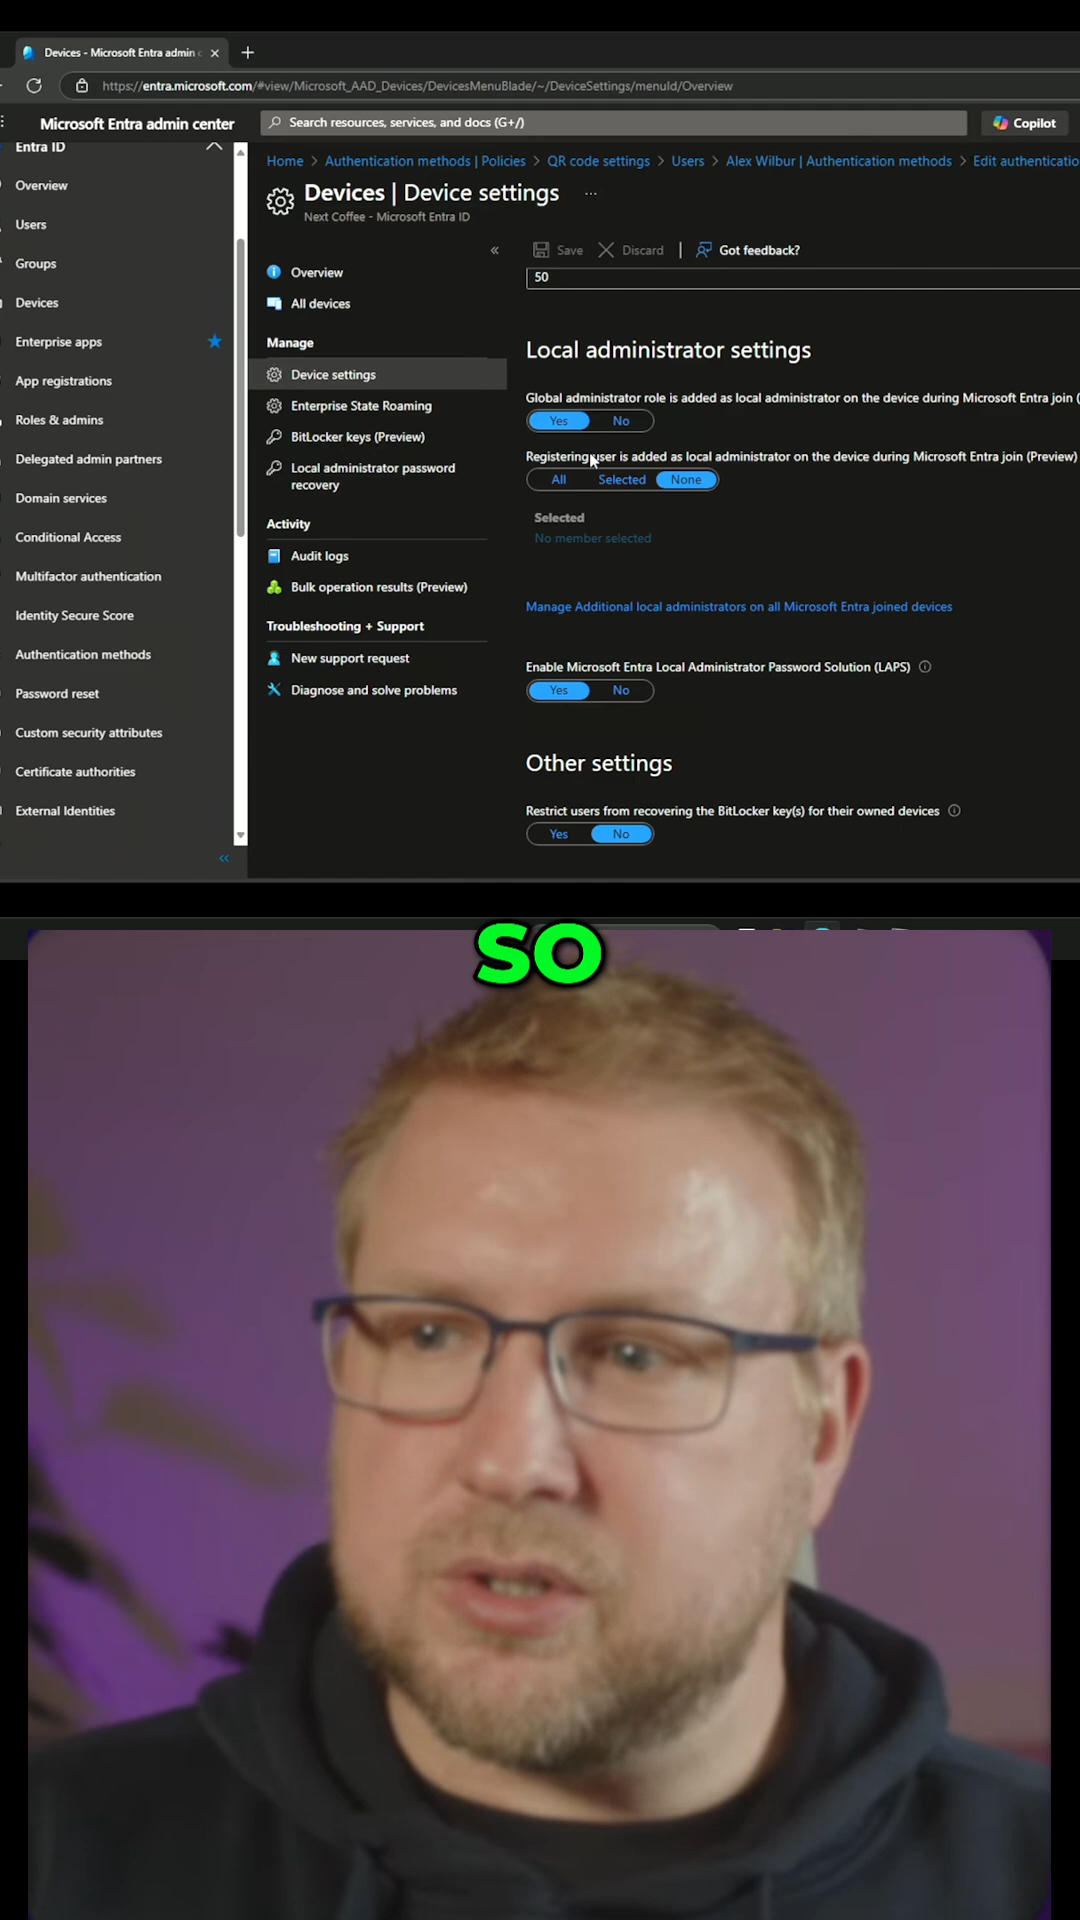 Devices - Microsoft Entra admin c
https://entra.microsoft.com/#view/Microsoft_AAD_Devices/DevicesMenuBlade/~/DeviceSettings/menuId/Overview
Microsoft Entra admin center
Search resources, services, and docs (G+/)
Copilot
Entra ID
Overview
Users
Groups
Devices
Enterprise apps
App registrations
Roles & admins
Delegated admin partners
Domain services
Conditional Access
Multifactor authentication
Identity Secure Score
Authentication methods
Password reset
Custom security attributes
Certificate authorities
External Identities
Home > Authentication methods | Policies > QR code settings > Users > Alex Wilbur | Authentication methods > Edit authenticatio
Devices | Device settings ...
Next Coffee - Microsoft Entra ID
Overview
All devices
Manage
Device settings
Enterprise State Roaming
BitLocker keys (Preview)
Local administrator password
recovery
Activity
Audit logs
Bulk operation results (Preview)
Troubleshooting + Support
New support request
Diagnose and solve problems
Save Discard | Got feedback?
50
Local administrator settings
Global administrator role is added as local administrator on the device during Microsoft Entra join (
Yes No
Registering user is added as local administrator on the device during Microsoft Entra join (Preview)
All Selected None
Selected
No member selected
Manage Additional local administrators on all Microsoft Entra joined devices
Enable Microsoft Entra Local Administrator Password Solution (LAPS)
Yes No
Other settings
Restrict users from recovering the BitLocker key(s) for their owned devices
Yes No
SO